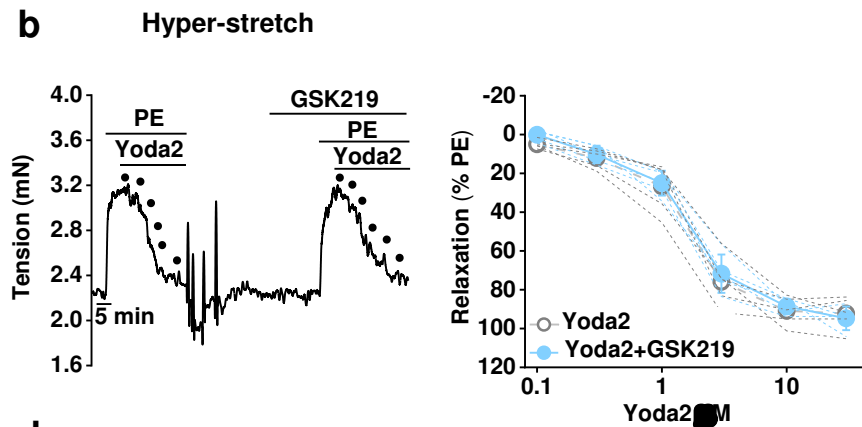 b
Hyper-stretch
4.0
3.6
3.2
2.8
2.4
2.0
1.6
Tension (mN)
PE
Yoda2
5 min
GSK219
PE
Yoda2
-20
0
20
40
60
80
100
120
Relaxation (% PE)
Yoda2
Yoda2+GSK219
0.1
1
10
Yoda2 M